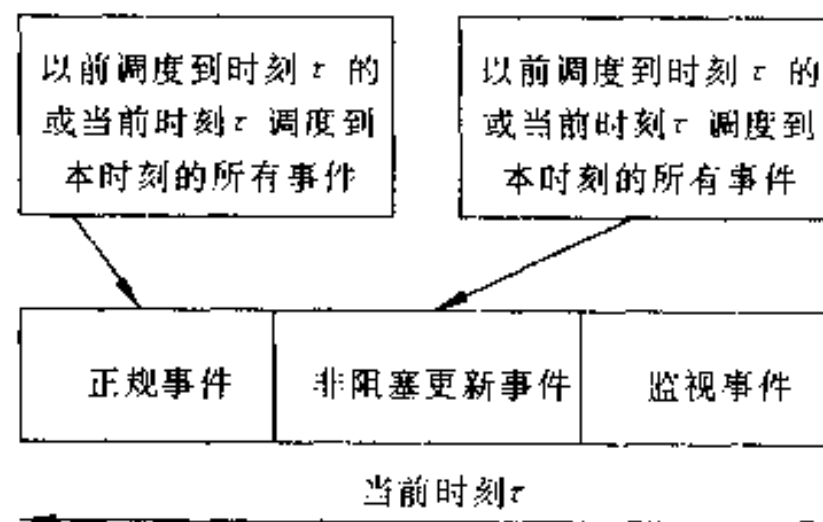 以前调度到时刻 τ 的
或当前时刻τ 调度到
本时刻的所有事件
以前调度到时刻 τ 的
或当前时刻τ 调度到
本时刻的所有事件
正规事件
非阻塞更新事件
监视事件
当前时刻τ